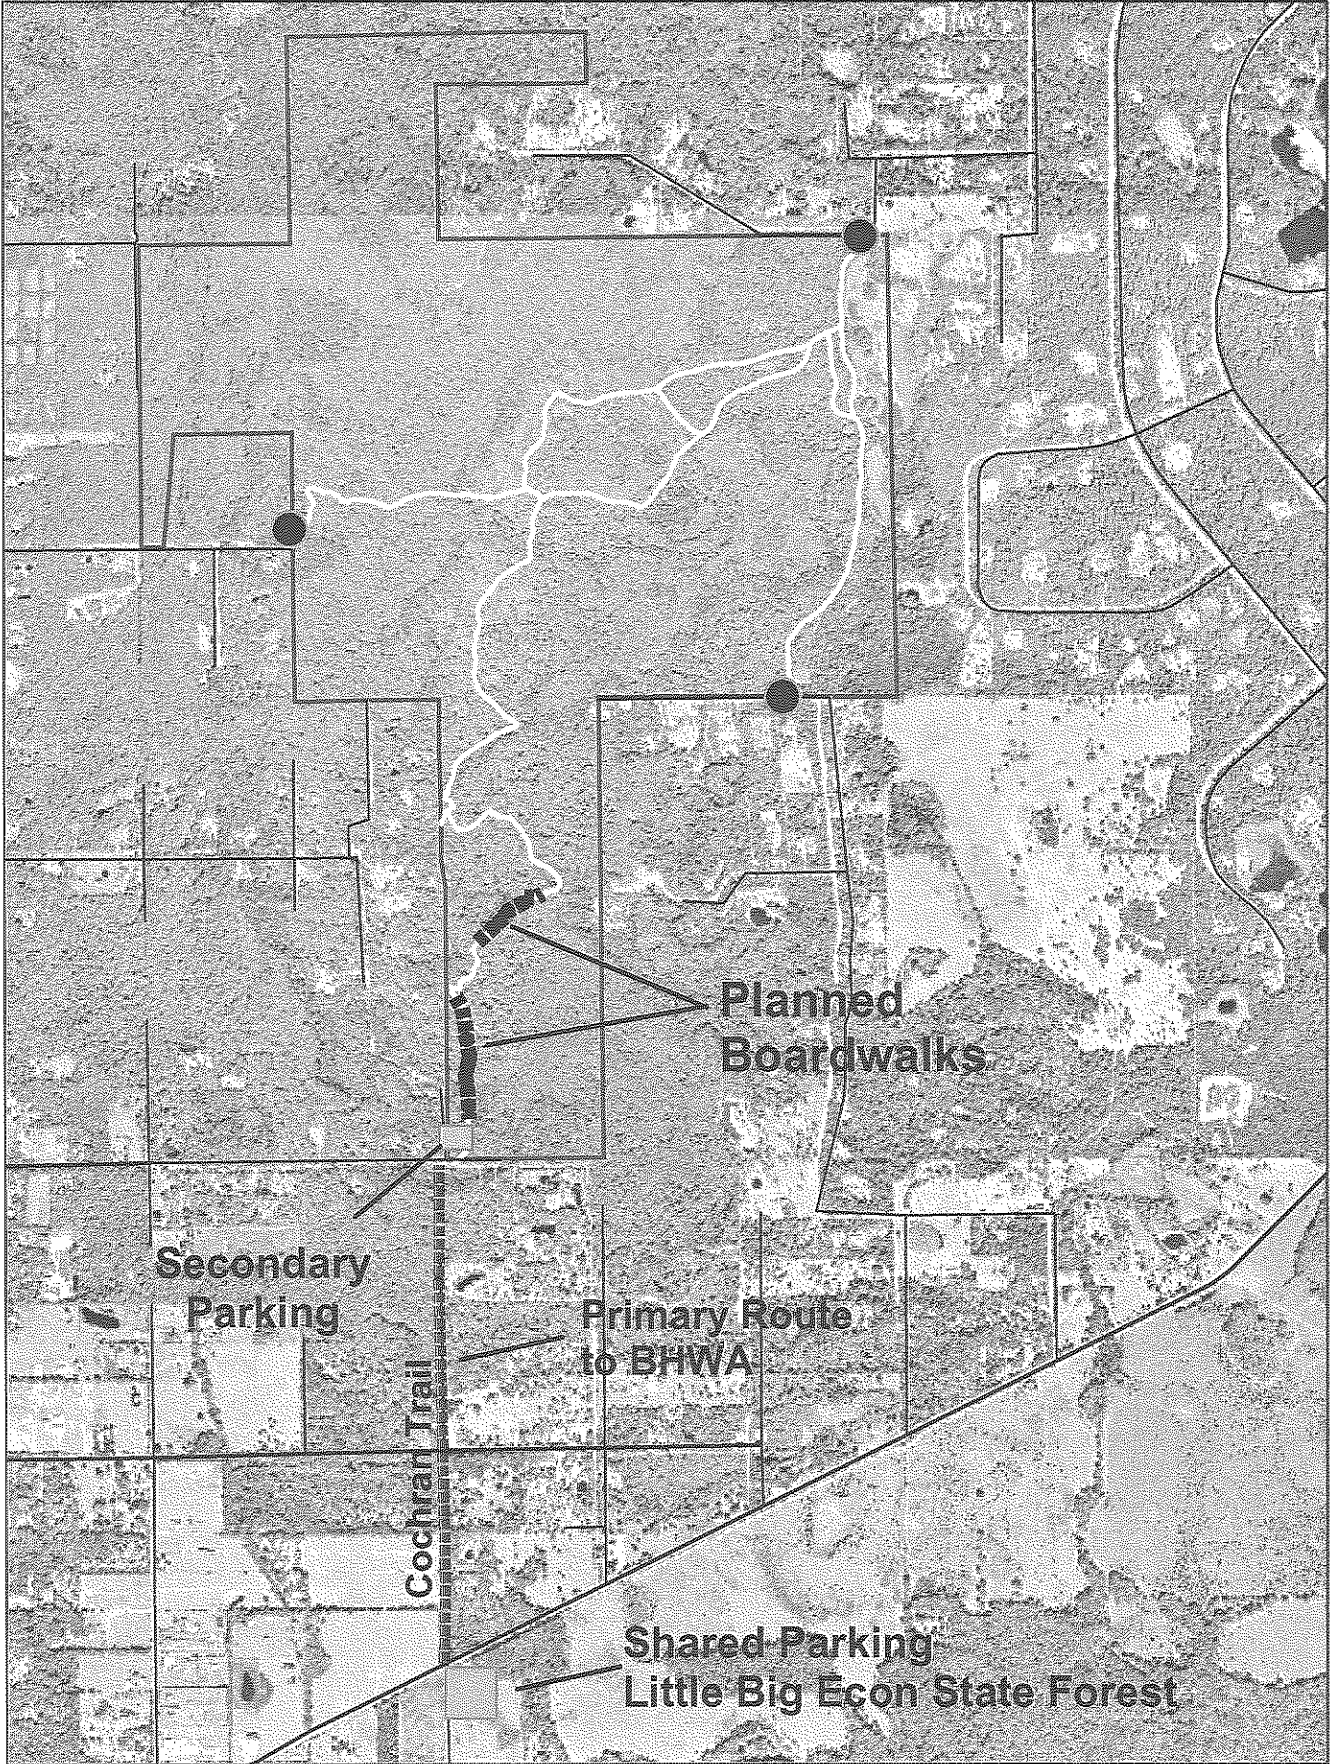 Planned
Boardwalks
Secondary
Parking
Primary Route
to BHWA
Cochran Trail
Shared Parking
Little Big Econ State Forest